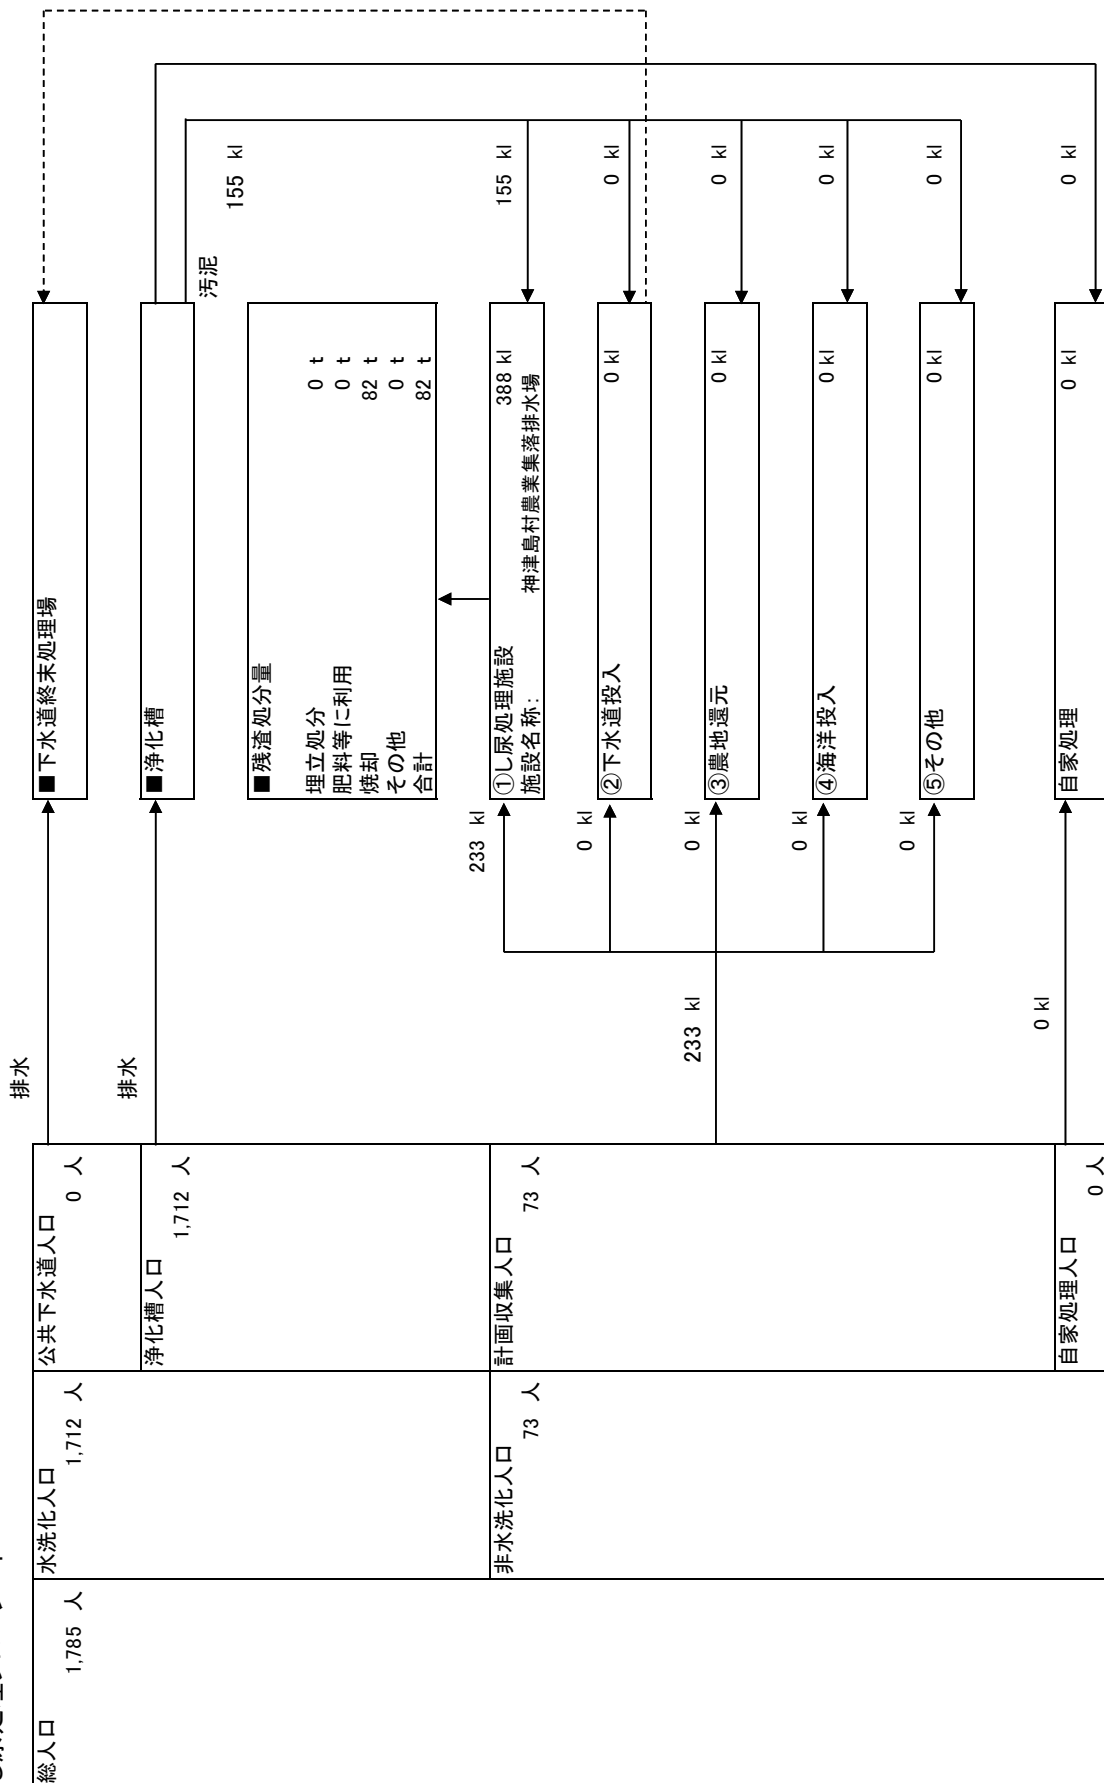 総人口
1,785 人
水洗化人口
1,712 人
非水洗化人口
73 人
公共下水道人口
0 人
浄化槽人口
1,712 人
計画収集人口
73 人
自家処理人口
0 人
排水
排水
233 kl
0 kl
233 kl
0 kl
0 kl
0 kl
0 kl
■下水道終末処理場
■浄化槽
汚泥
155 kl
■残渣処分量
埋立処分 0 t
肥料等に利用 0 t
焼却 82 t
その他 0 t
合計 82 t
①し尿処理施設 388 kl
施設名称: 神津島村農業集落排水場
②下水道投入 0 kl
③農地還元 0 kl
④海洋投入 0 kl
⑤その他 0 kl
自家処理 0 kl
155 kl
0 kl
0 kl
0 kl
0 kl
0 kl